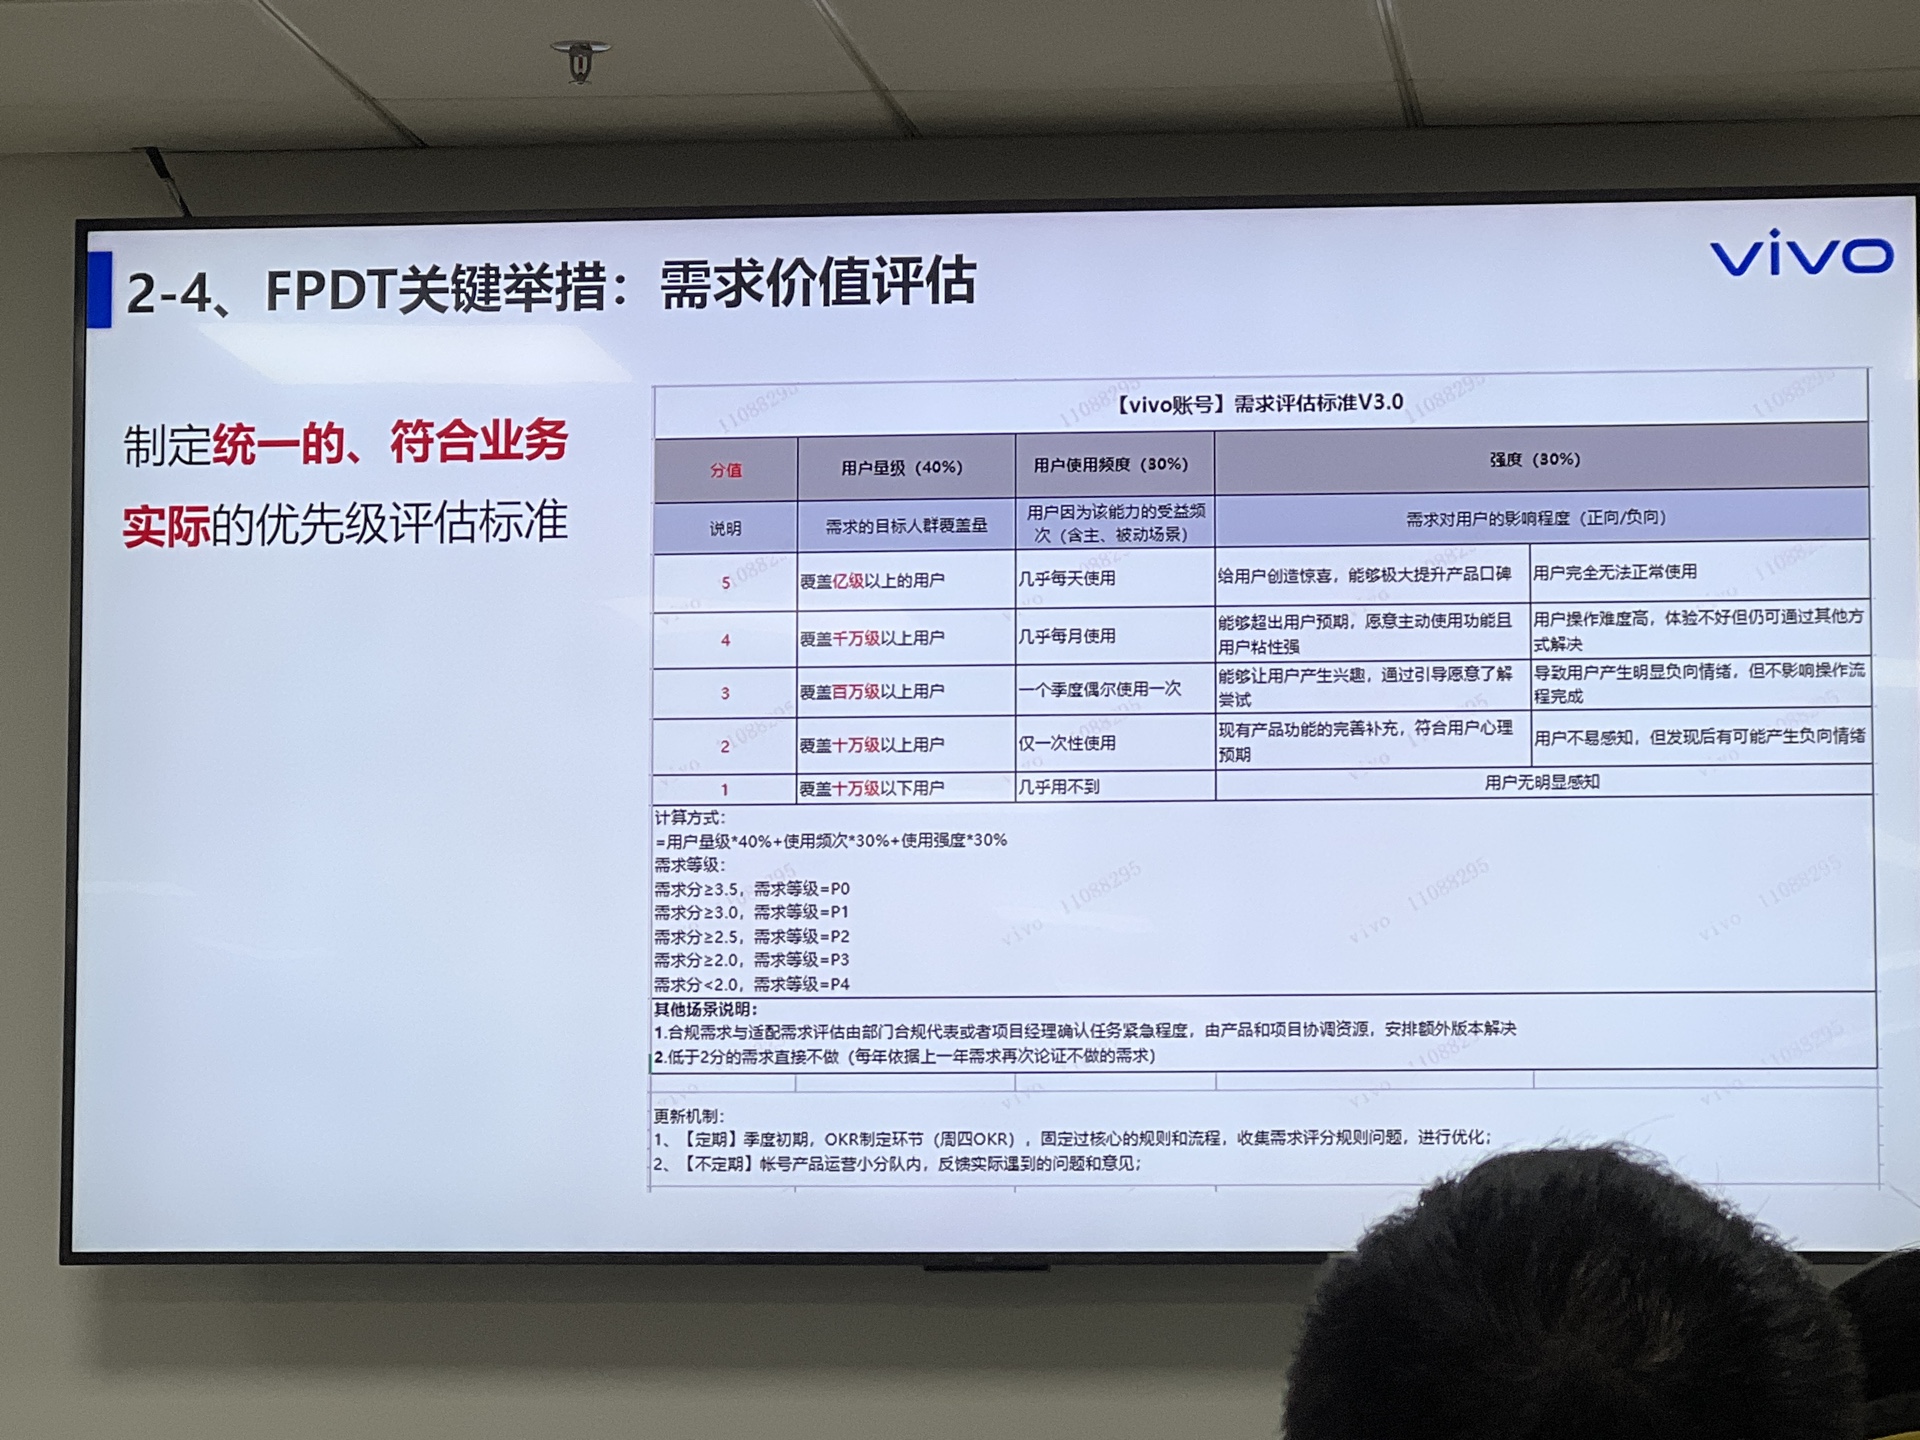 vivo
2-4、FPDT关键举措：需求价值评估
制定统一的、符合业务
实际的优先级评估标准
【vivo账号】需求评估标准V3.0
分值 用户量级（40%） 用户使用频度（30%） 强度（30%）
说明 需求的目标人群覆盖量 用户因为该能力的受益频次（含主、被动场景） 需求对用户的影响程度（正向/负向）
5 覆盖亿级以上的用户 几乎每天使用 给用户创造惊喜，能够极大提升产品口碑 用户完全无法正常使用
4 覆盖千万级以上用户 几乎每月使用 能够超出用户预期，愿意主动使用功能且用户粘性强 用户操作难度高，体验不好但仍可通过其他方式解决
3 覆盖百万级以上用户 一个季度偶尔使用一次 能够让用户产生兴趣，通过引导愿意了解尝试 导致用户产生明显负向情绪，但不影响操作流程完成
2 覆盖十万级以上用户 仅一次性使用 现有产品功能的完善补充，符合用户心理预期 用户不易感知，但发现后有可能产生负向情绪
1 覆盖十万级以下用户 几乎用不到 用户无明显感知
计算方式：
=用户量级*40%+使用频次*30%+使用强度*30%
需求等级：
需求分≥3.5，需求等级=P0
需求分≥3.0，需求等级=P1
需求分≥2.5，需求等级=P2
需求分≥2.0，需求等级=P3
需求分<2.0，需求等级=P4
其他场景说明：
1.合规需求与适配需求评估由部门合规代表或者项目经理确认任务紧急程度，由产品和项目协调资源，安排额外版本解决
2.低于2分的需求直接不做（每年依据上一年需求再次论证不做的需求）
更新机制：
1、【定期】季度初期，OKR制定环节（周四OKR），固定过核心的规则和流程，收集需求评分规则问题，进行优化；
2、【不定期】帐号产品运营小分队内，反馈实际遇到的问题和意见；
vivo 11088295